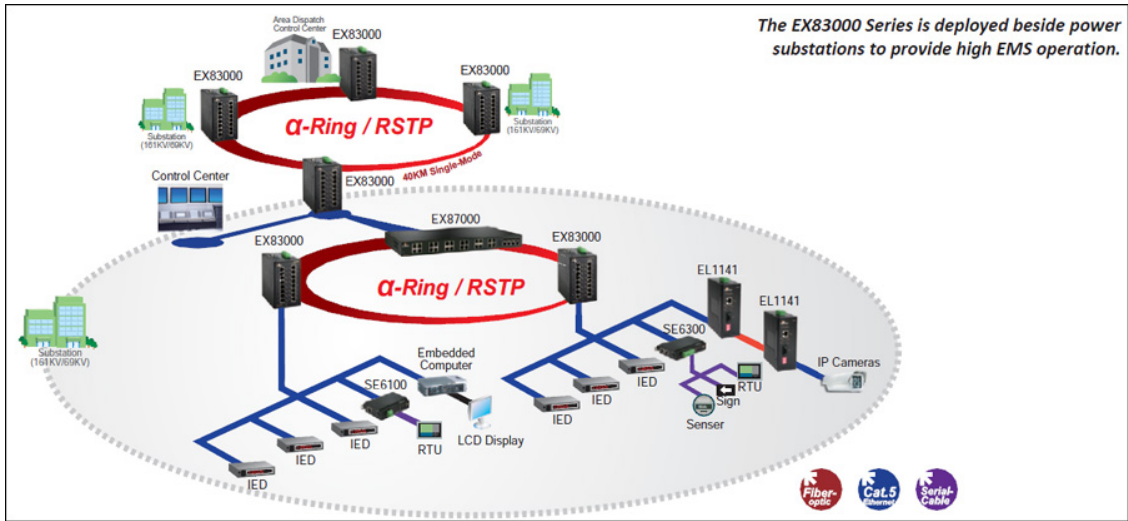 The EX83000 Series is deployed beside power
substations to provide high EMS operation.
Area Dispatch
Control Center
EX83000
EX83000
EX83000
α-Ring / RSTP
Substation
(161KV/69KV)
Substation
(161KV/69KV)
40KM Single-Mode
EX83000
Control Center
EX87000
EX83000
EX83000
α-Ring / RSTP
EL1141
EL1141
SE6300
Substation
(161KV/69KV)
Embedded
Computer
SE6100
IED
IED
IED
RTU
Sign
Senser
IP Cameras
LCD Display
RTU
IED
IED
IED
Fiber-
optic
Cat.5
Ethernet
Serial-
Cable